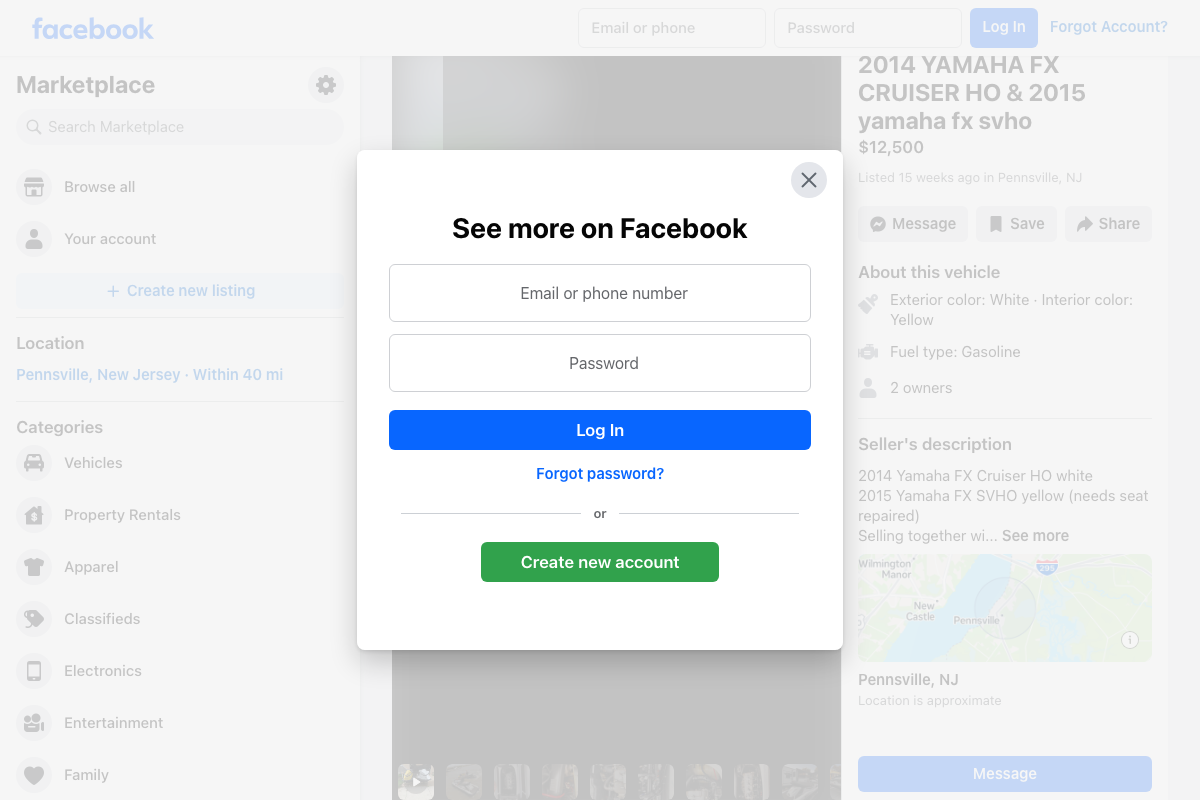 facebook
Email or phone
Password
Log In
Forgot Account?
Marketplace
Search Marketplace
Browse all
Your account
+ Create new listing
Location
Pennsville, New Jersey · Within 40 mi
Categories
Vehicles
Property Rentals
Apparel
Classifieds
Electronics
Entertainment
Family
See more on Facebook
Email or phone number
Password
Log In
Forgot password?
or
Create new account
2014 YAMAHA FX
CRUISER HO & 2015
yamaha fx svho
$12,500
Listed 15 weeks ago in Pennsville, NJ
Message
Save
Share
About this vehicle
Exterior color: White · Interior color:
Yellow
Fuel type: Gasoline
2 owners
Seller's description
2014 Yamaha FX Cruiser HO white
2015 Yamaha FX SVHO yellow (needs seat
repaired)
Selling together wi... See more
Wilmington
Manor
295
New
Castle
Pennsville
Pennsville, NJ
Location is approximate
Message